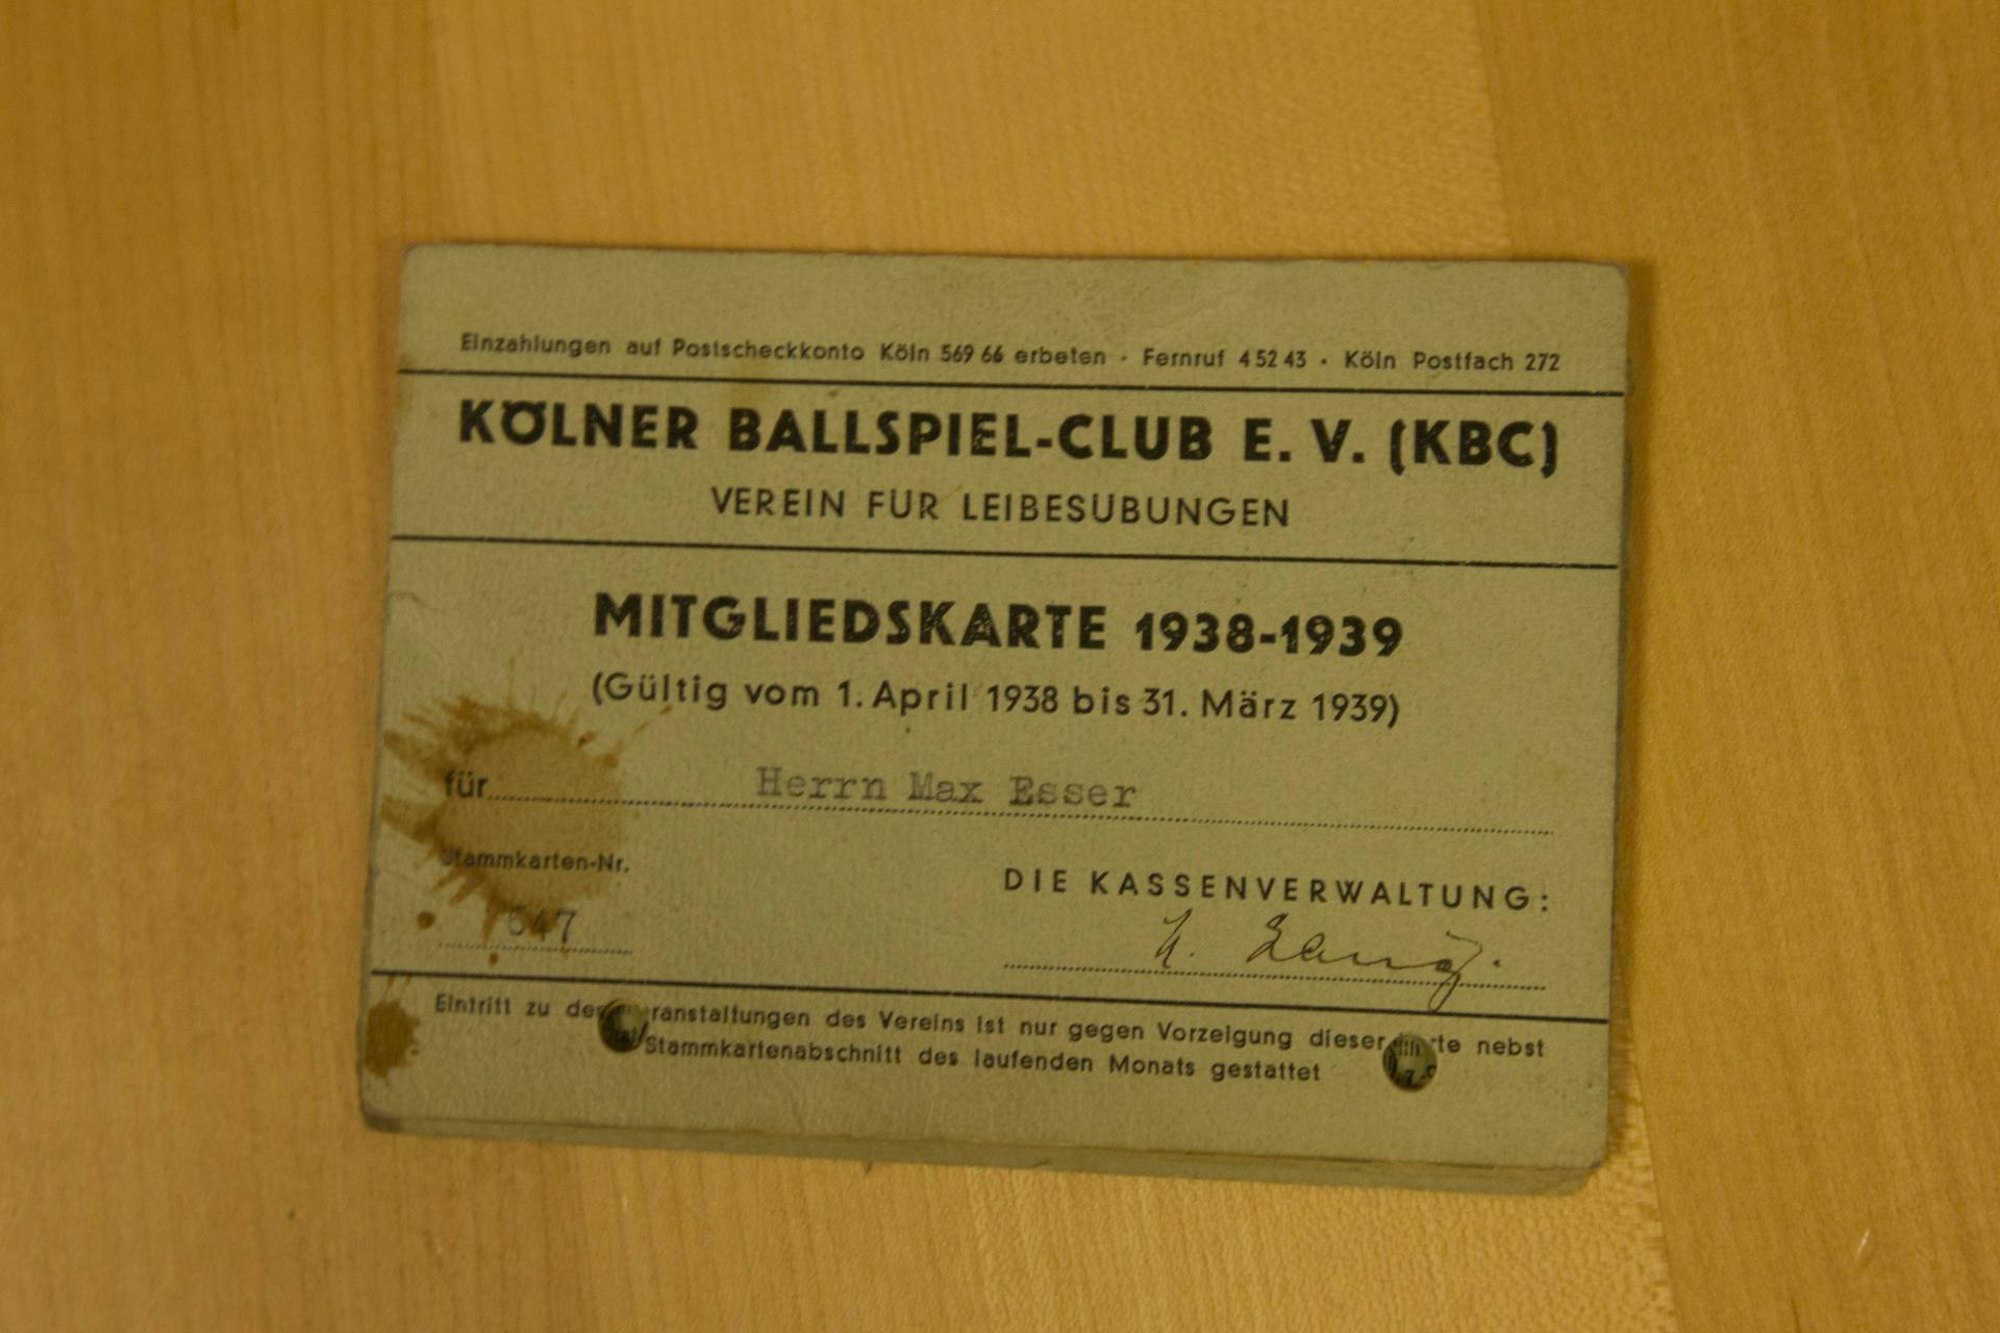 Einzahlungen auf Postscheckkonto Köln 569 66 erbeten · Fernruf 4 52 43 · Köln Postfach 272
KÖLNER BALLSPIEL-CLUB E. V. (KBC)
VEREIN FÜR LEIBESÜBUNGEN
MITGLIEDSKARTE 1938-1939
(Gültig vom 1. April 1938 bis 31. März 1939)
für Herrn Max Esser
Stammkarten-Nr.
DIE KASSENVERWALTUNG:
547
Eintritt zu den Veranstaltungen des Vereins ist nur gegen Vorzeigung dieser Karte nebst
Stammkartenabschnitt des laufenden Monats gestattet